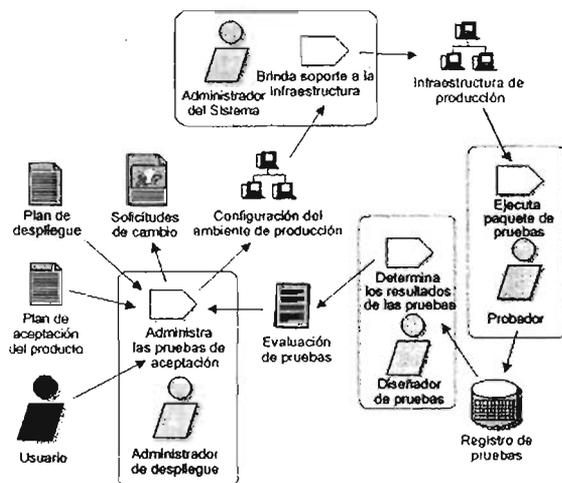 Administrador
del Sistema
Brinda soporte a la
infraestructura
Infraestructura de
producción
Plan de
despliegue
Solicitudes
de cambio
Configuración del
ambiente de producción
Ejecuta
paquete de
pruebas
Probador
Plan de
aceptación
del producto
Administra
las pruebas de
aceptación
Evaluación
de pruebas
Determina
los resultados
de las pruebas
Diseñador
de pruebas
Usuario
Administrador
de despliegue
Registro de
pruebas